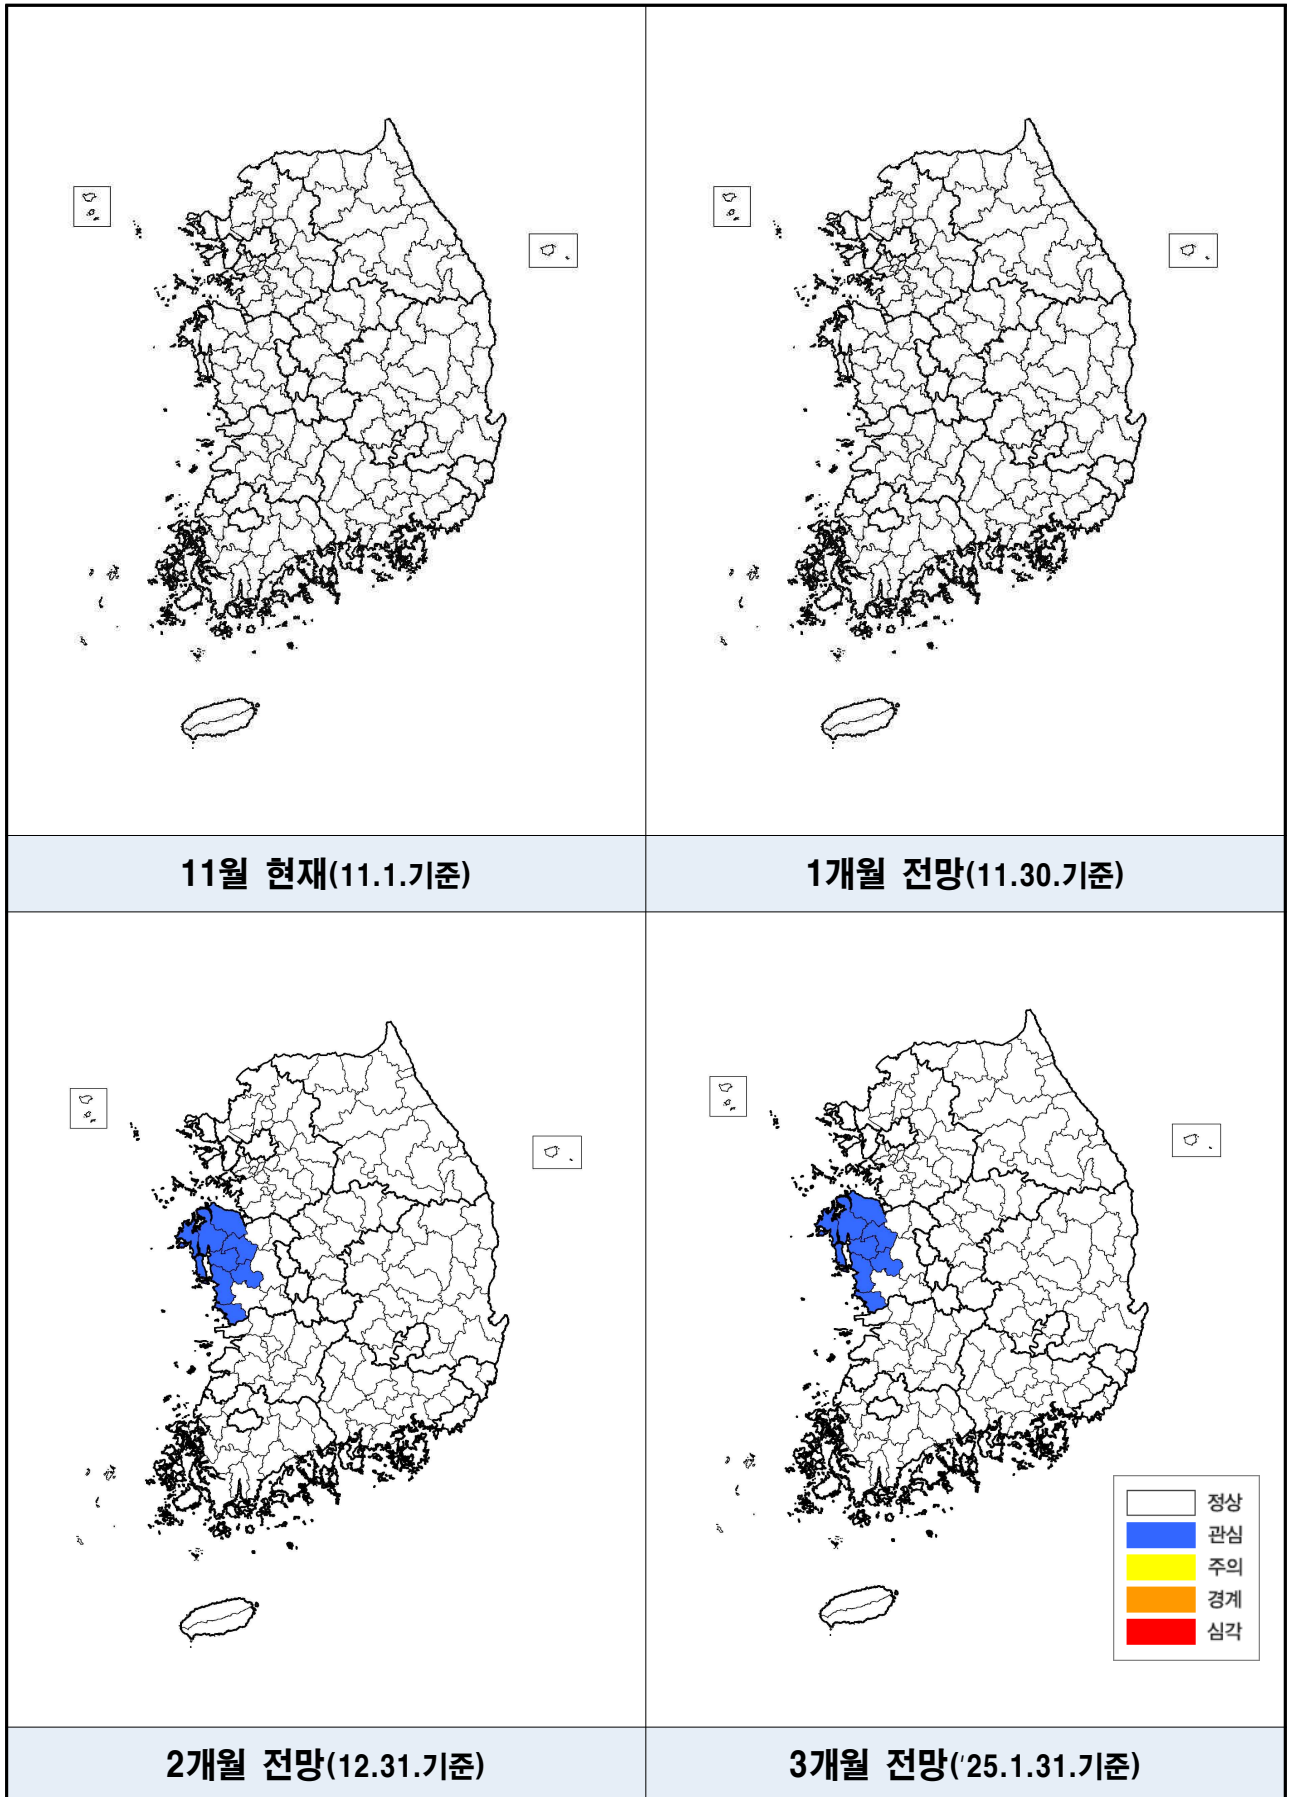 11월 현재(11.1.기준)
1개월 전망(11.30.기준)
정상
관심
주의
경계
심각
2개월 전망(12.31.기준)
3개월 전망('25.1.31.기준)